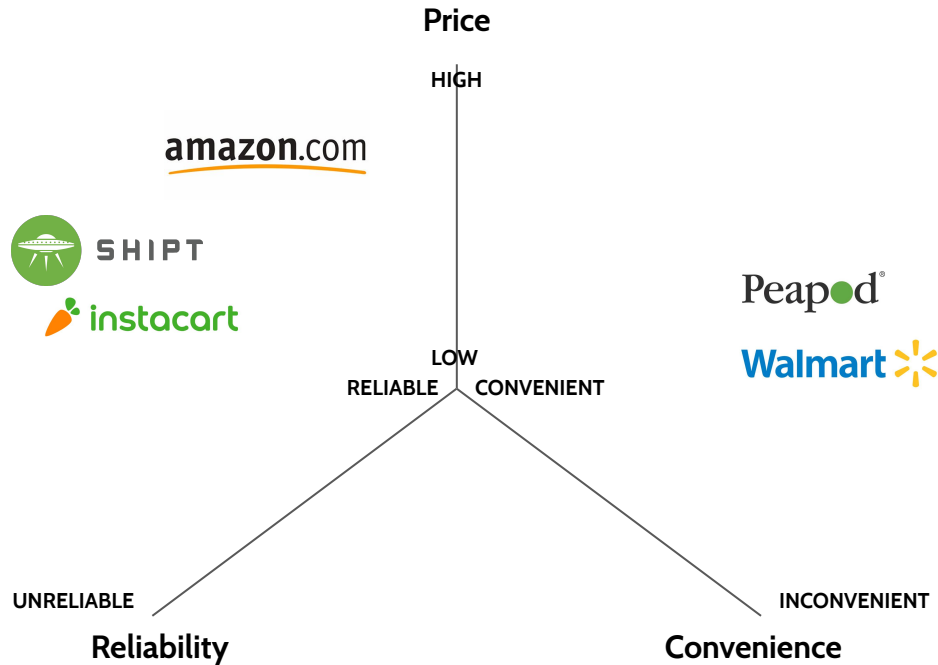 Price
HIGH
amazon.com
SHIPT
instacart
Peapod®
Walmart
LOW
RELIABLE
CONVENIENT
UNRELIABLE
INCONVENIENT
Reliability
Convenience